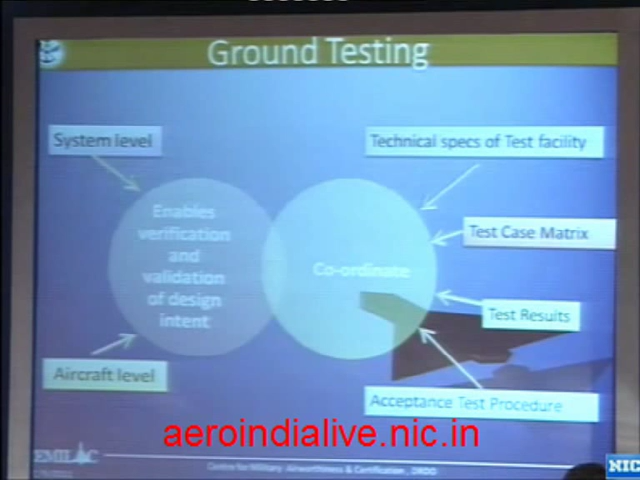 Ground Testing
System level
Technical specs of Test facility
Enables
verification
and
validation
of design
intent
Co-ordinate
Test Case Matrix
Test Results
Aircraft level
Acceptance Test Procedure
aeroindialive.nic.in
Centre for Military Airworthiness & Certification, DRDO
NIC